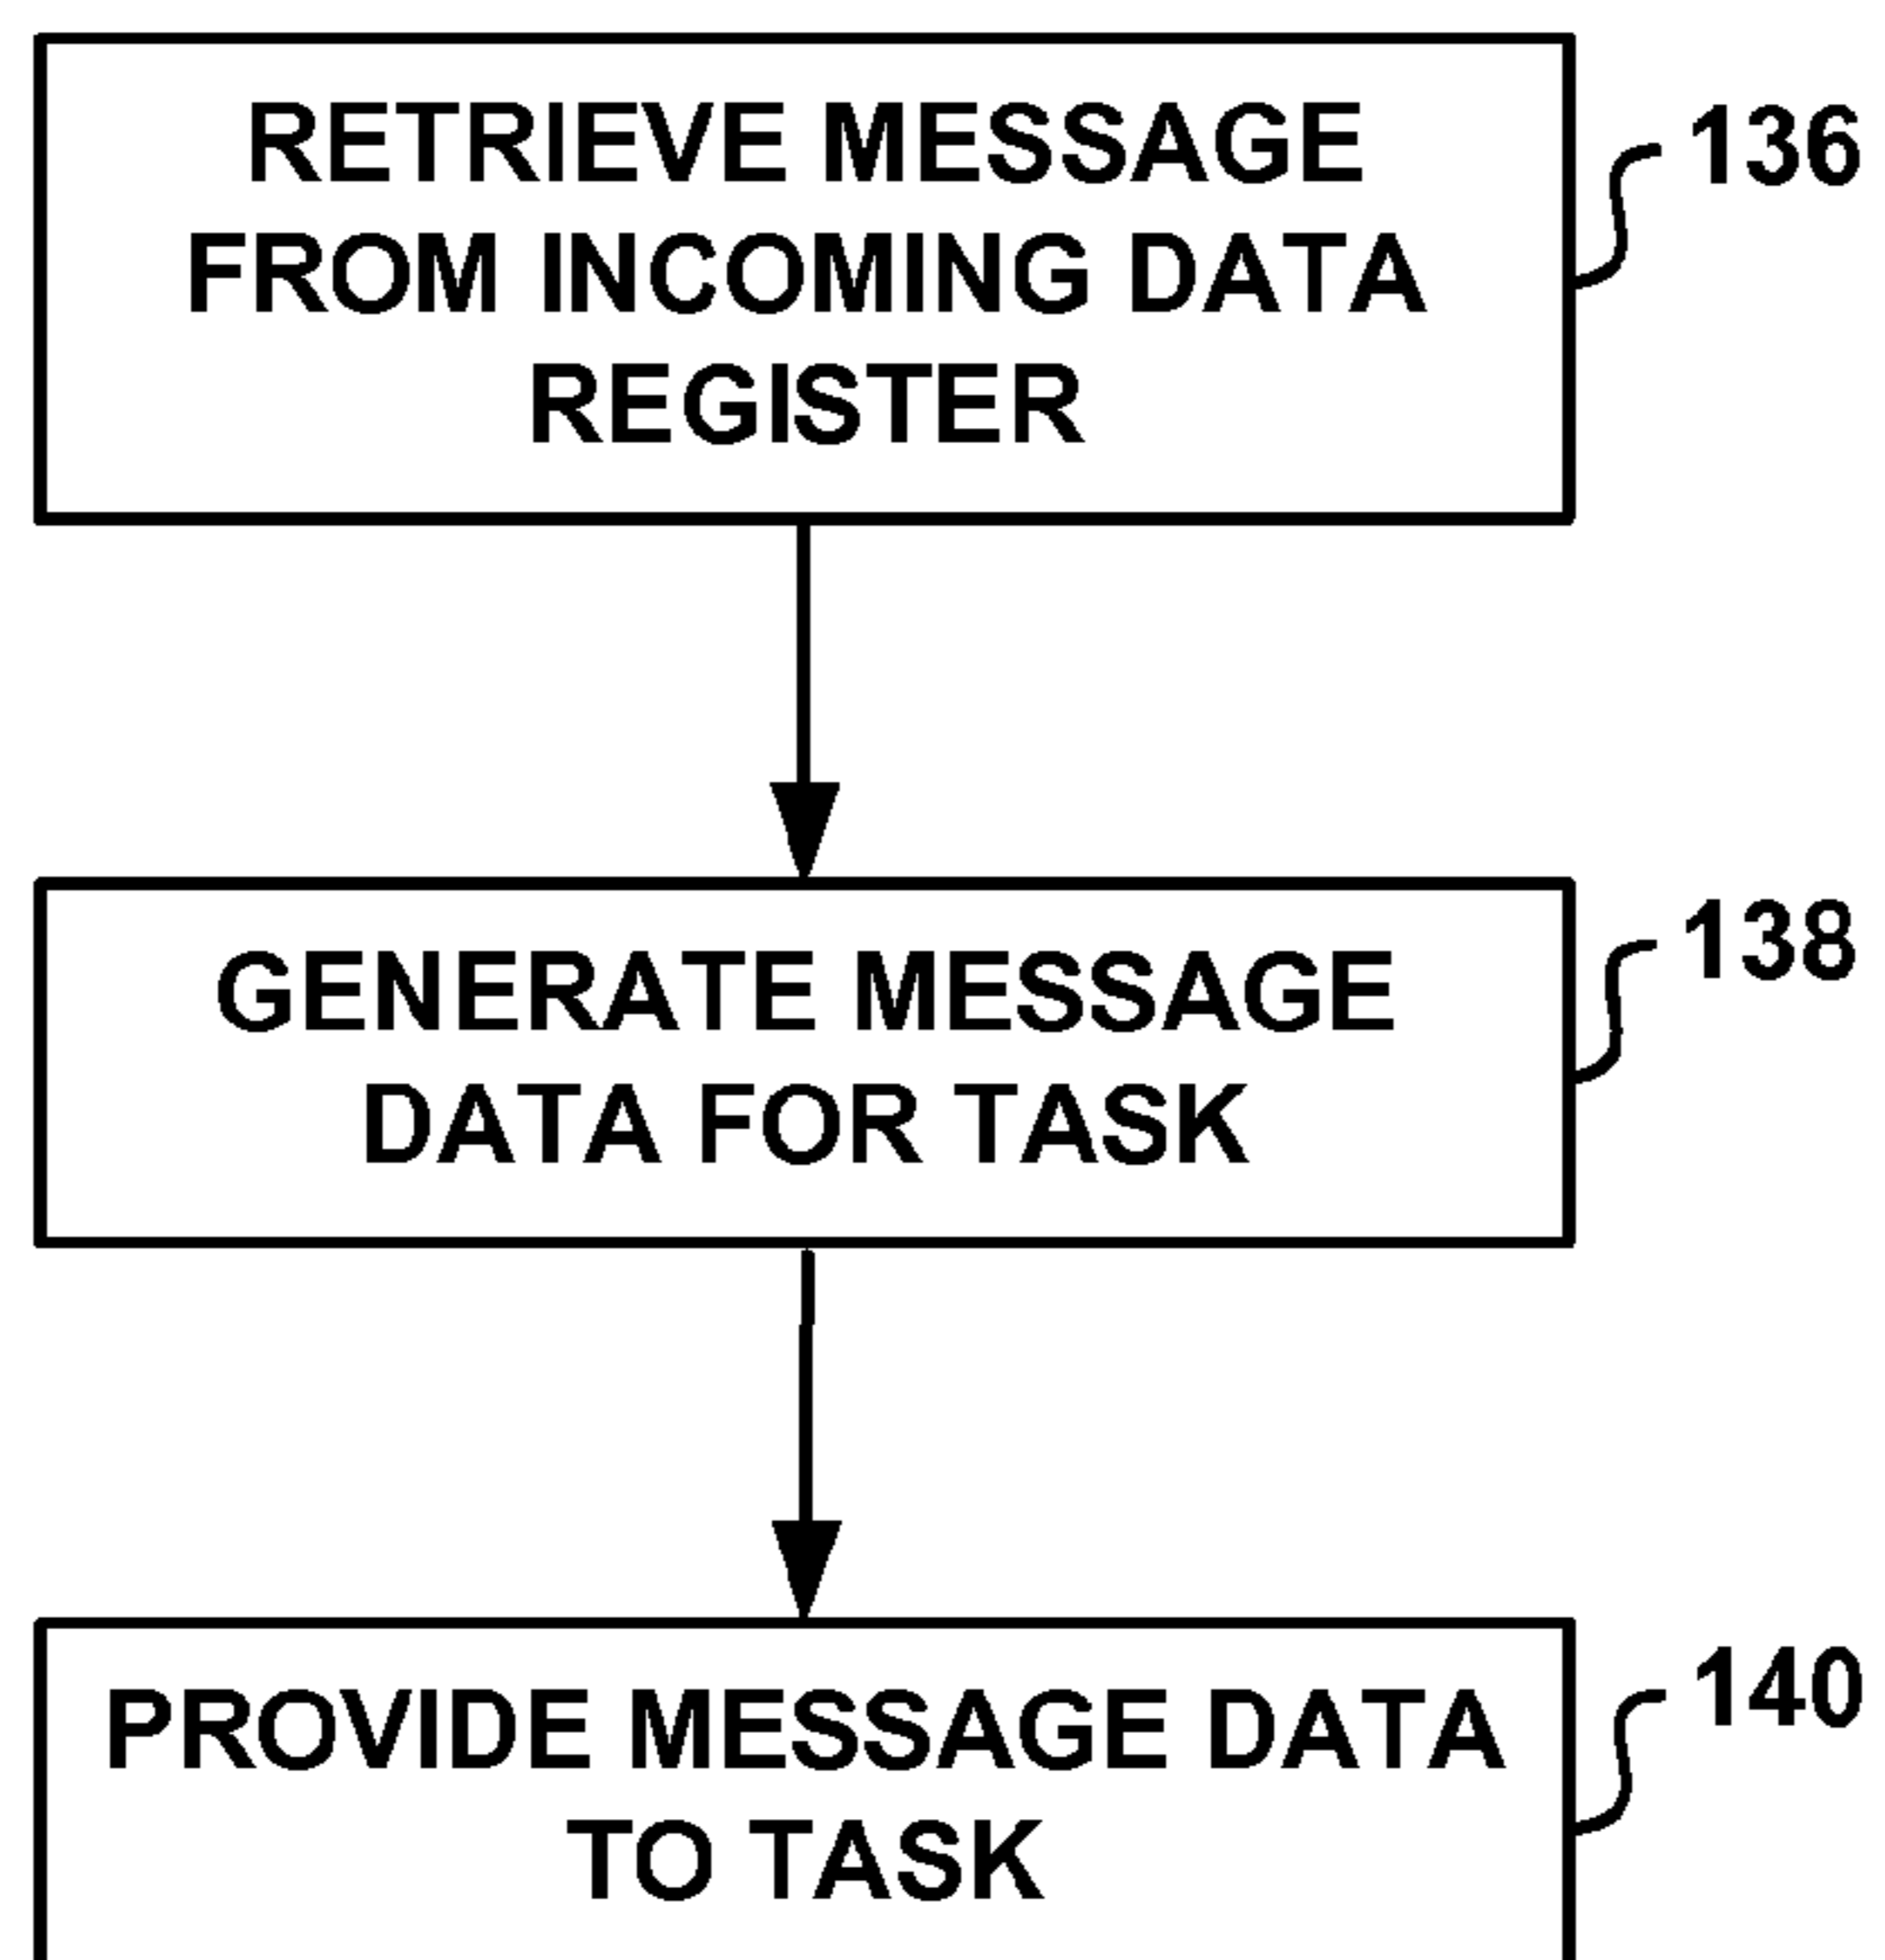 RETRIEVE MESSAGE
FROM INCOMING DATA
REGISTER
136
GENERATE MESSAGE
DATA FOR TASK
138
PROVIDE MESSAGE DATA
TO TASK
140